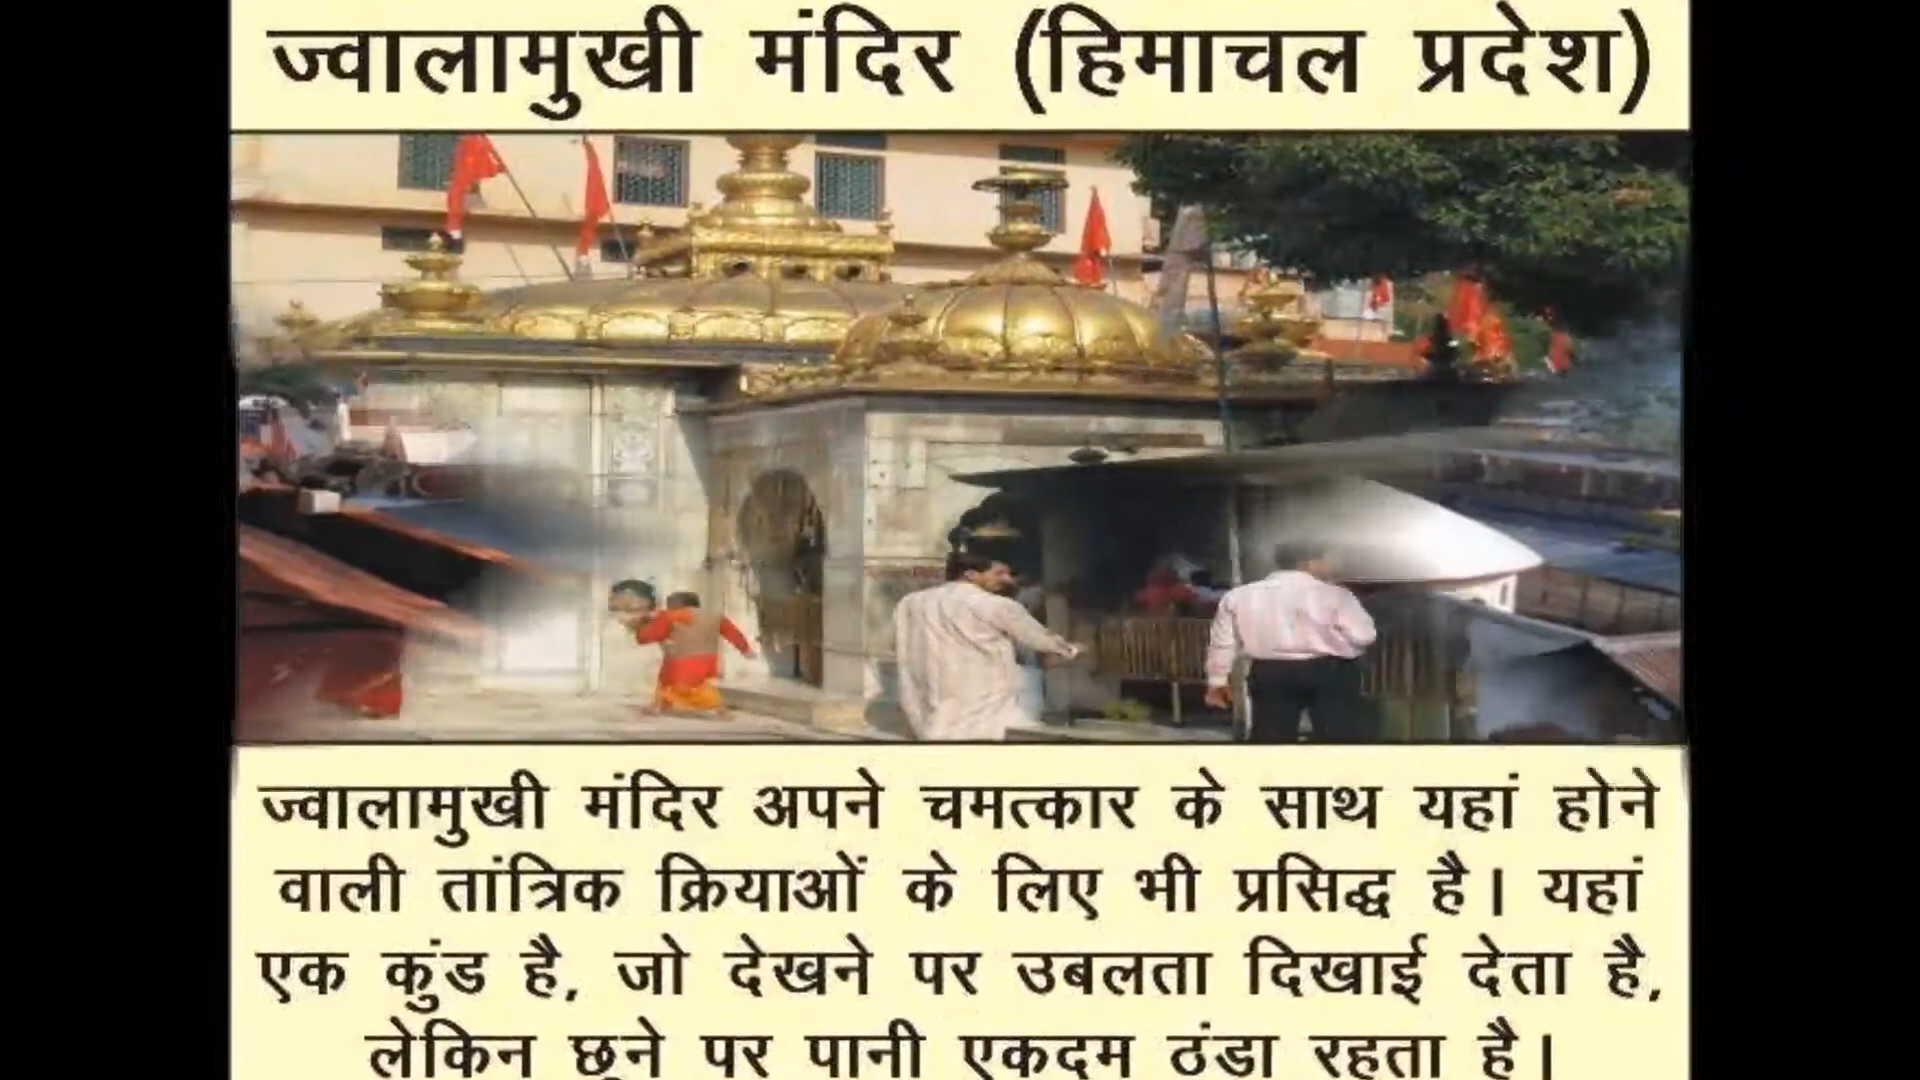 ज्वालामुखी मंदिर (हिमाचल प्रदेश)
ज्वालामुखी मंदिर अपने चमत्कार के साथ यहां होने
वाली तांत्रिक क्रियाओं के लिए भी प्रसिद्ध है। यहां
एक कुंड है, जो देखने पर उबलता दिखाई देता है,
लेकिन छूने पर पानी एकदम ठंडा रहता है।